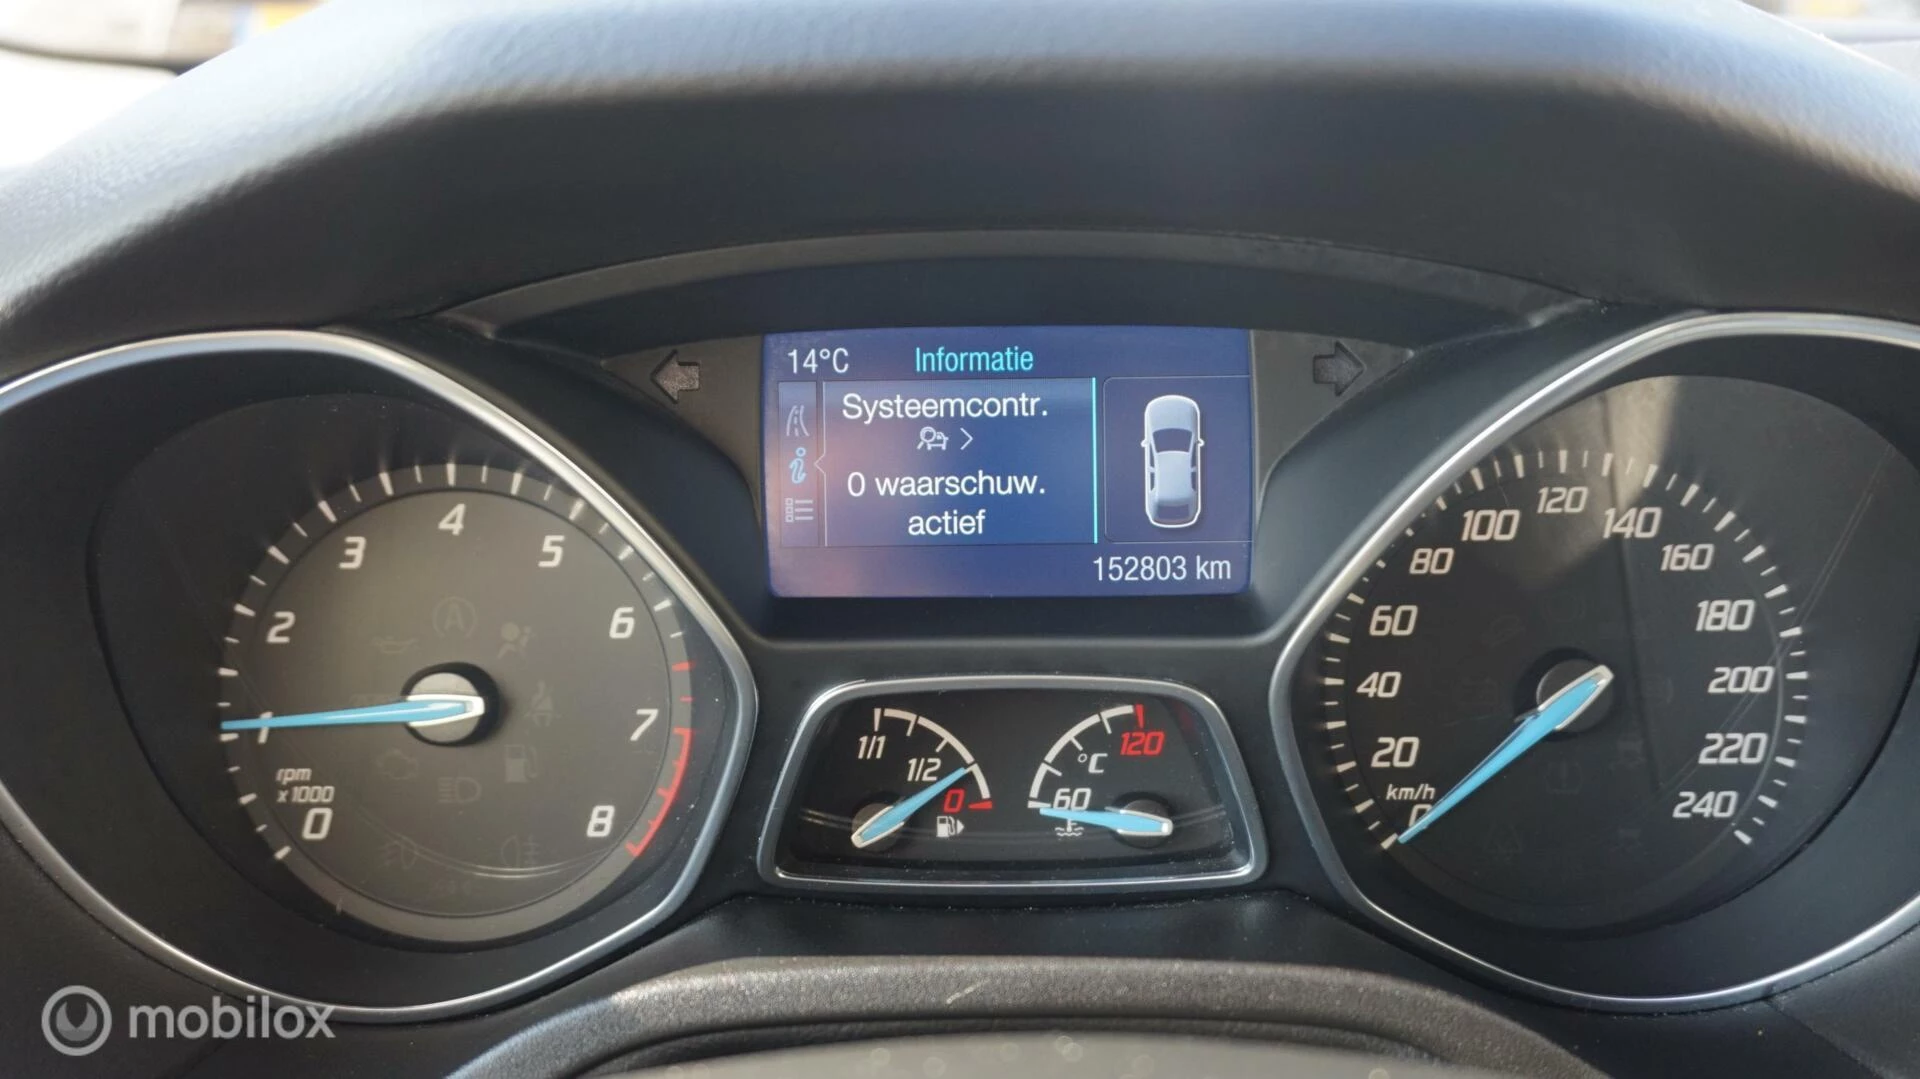 14°C Informatie
Systeemcontr.
0 waarschuw.
actief
152803 km
0
1
2
3
4
5
6
7
8
rpm
x 1000
1/1
1/2
0
60
°C
120
0
20
40
60
80
100
120
140
160
180
200
220
240
km/h
mobilox